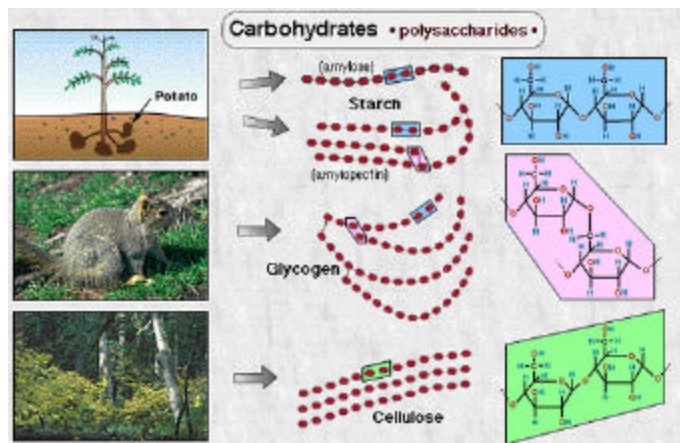 Carbohydrates • polysaccharides •
Potato
(amylose)
Starch
(amylopectin)
Glycogen
Cellulose